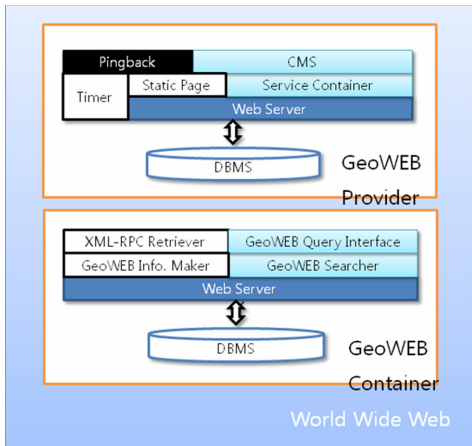 Pingback CMS
Static Page Service Container
Timer
Web Server
DBMS
GeoWEB
Provider
XML-RPC Retriever GeoWEB Query Interface
GeoWEB Info. Maker GeoWEB Searcher
Web Server
DBMS
GeoWEB
Container
World Wide Web